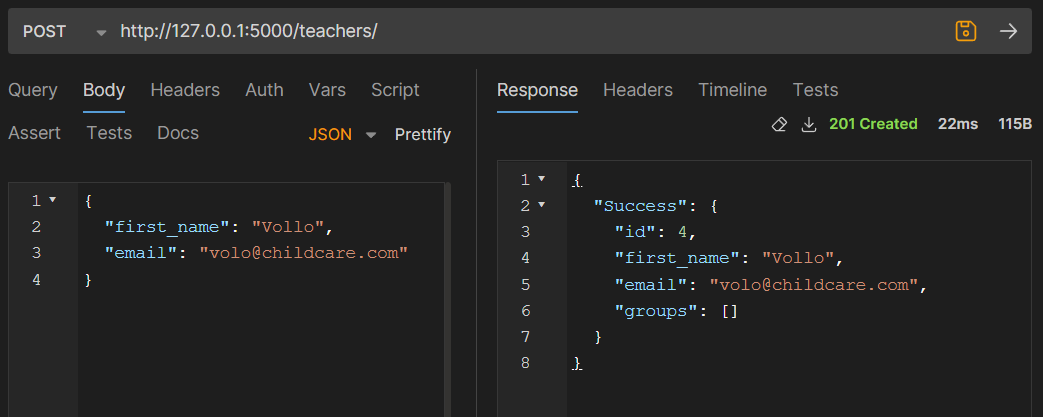 POST http://127.0.0.1:5000/teachers/
Query Body Headers Auth Vars Script
Assert Tests Docs JSON Prettify
1 {
2 "first_name": "Vollo",
3 "email": "volo@childcare.com"
4 }
Response Headers Timeline Tests
201 Created 22ms 115B
1 {
2 "Success": {
3 "id": 4,
4 "first_name": "Vollo",
5 "email": "volo@childcare.com",
6 "groups": []
7 }
8 }